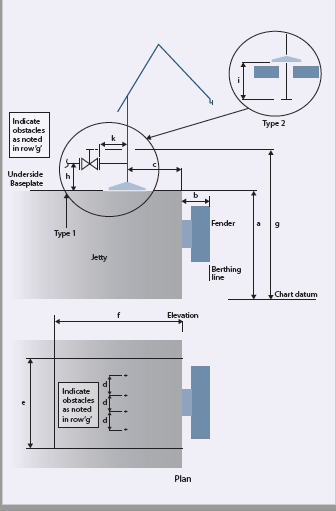 i
Type 2
Indicate
obstacles
as noted
in row'g'
k
c
h
Underside
Baseplate
b
Type 1
Fender
a
g
Jetty
Berthing
line
Chart datum
f
Elevation
e
Indicate
obstacles
as noted
in row'g'
d
d
d
Plan